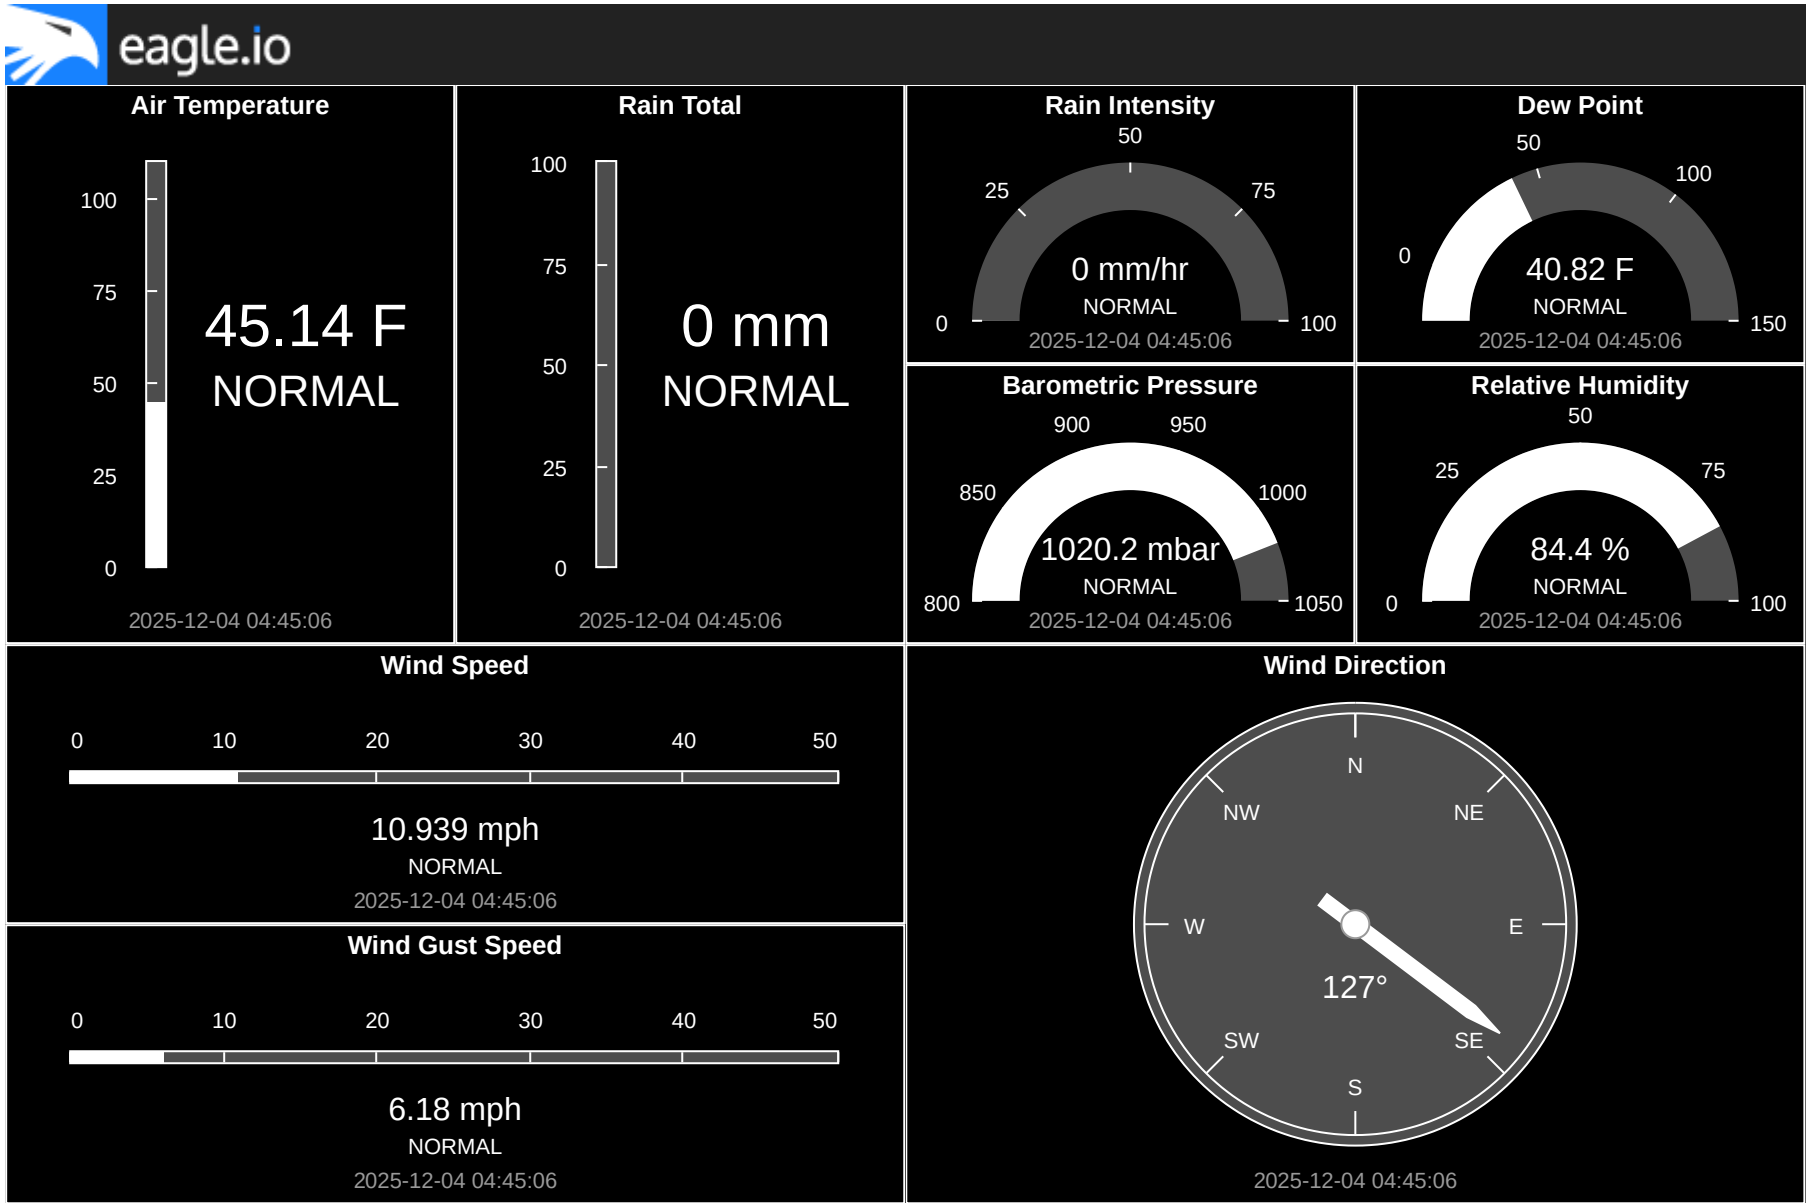 eagle.io
Air Temperature
100
75
50
25
0
45.14 F
NORMAL
2025-12-04 04:45:06
Rain Total
100
75
50
25
0
0 mm
NORMAL
2025-12-04 04:45:06
Rain Intensity
50
25
75
0
100
0 mm/hr
NORMAL
2025-12-04 04:45:06
Dew Point
50
100
0
150
40.82 F
NORMAL
2025-12-04 04:45:06
Barometric Pressure
900
950
850
1000
800
1050
1020.2 mbar
NORMAL
2025-12-04 04:45:06
Relative Humidity
50
25
75
0
100
84.4 %
NORMAL
2025-12-04 04:45:06
Wind Speed
0 10 20 30 40 50
10.939 mph
NORMAL
2025-12-04 04:45:06
Wind Gust Speed
0 10 20 30 40 50
6.18 mph
NORMAL
2025-12-04 04:45:06
Wind Direction
N
NW NE
W E
127°
SW SE
S
2025-12-04 04:45:06